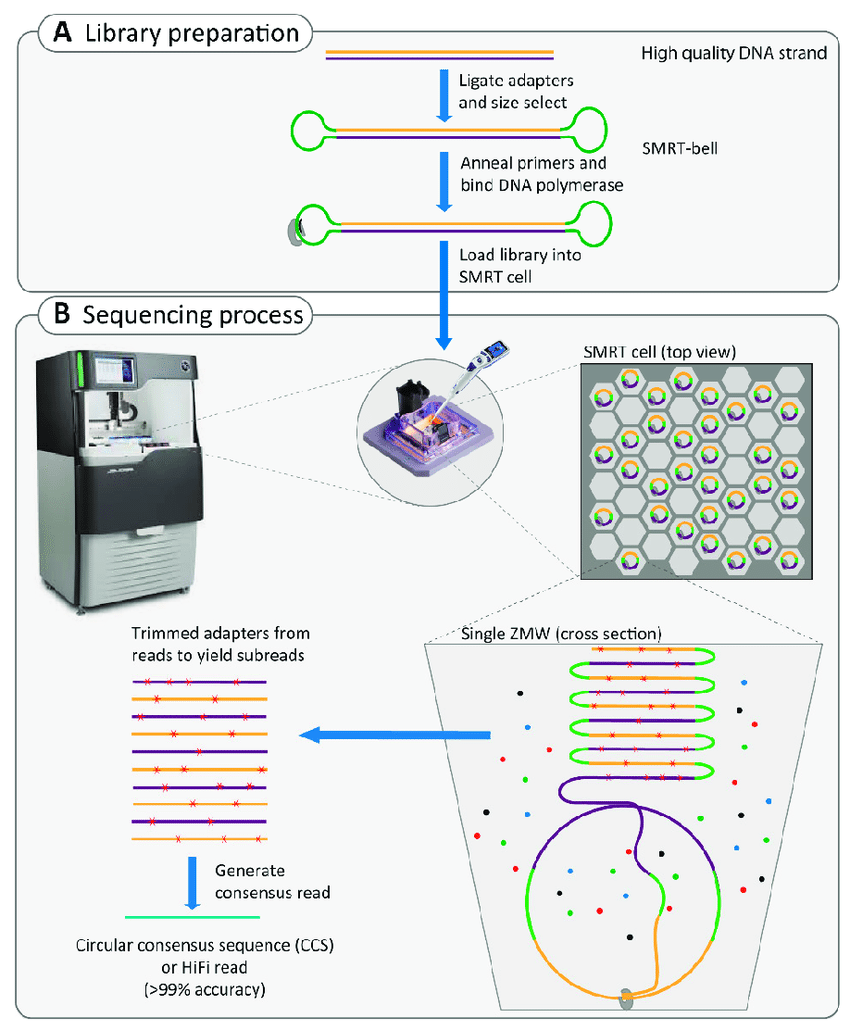 A Library preparation
High quality DNA strand
Ligate adapters
and size select
SMRT-bell
Anneal primers and
bind DNA polymerase
Load library into
SMRT cell
B Sequencing process
SMRT cell (top view)
Single ZMW (cross section)
Trimmed adapters from
reads to yield subreads
Generate
consensus read
Circular consensus sequence (CCS)
or HiFi read
(>99% accuracy)